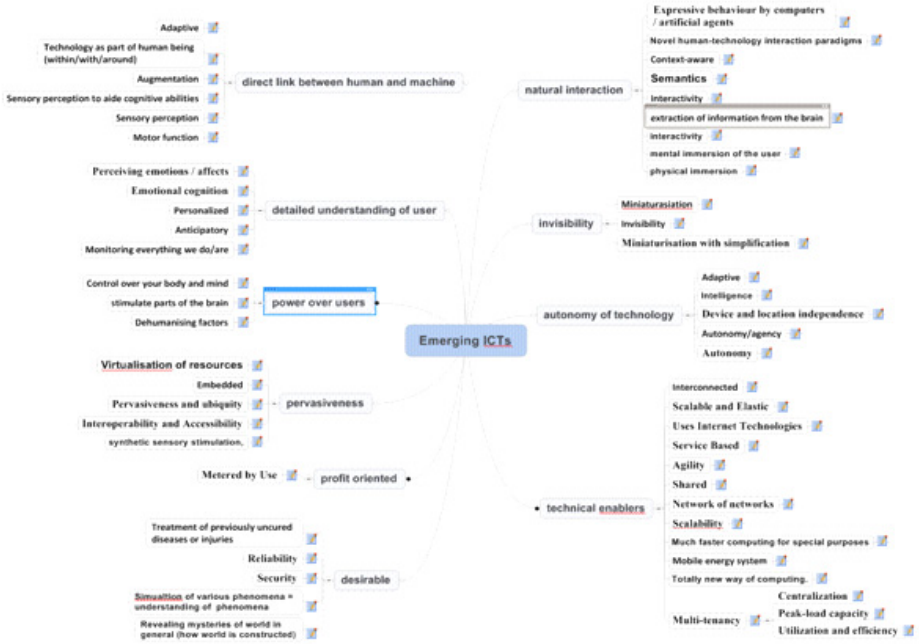 Adaptive
Technology as part of human being
(within/with/around)
Augmentation
Sensory perception to aide cognitive abilities
Sensory perception
Motor function
direct link between human and machine
Perceiving emotions / affects
Emotional cognition
Personalized
Anticipatory
Monitoring everything we do/are
detailed understanding of user
Control over your body and mind
stimulate parts of the brain
Dehumanising factors
power over users
Virtualisation of resources
Embedded
Pervasiveness and ubiquity
Interoperability and Accessibility
synthetic sensory stimulation,
pervasiveness
Metered by Use
profit oriented
Treatment of previously uncured
diseases or injuries
Reliability
Security
Simualtion of various phenomena =
understanding of phenomena
Revealing mysteries of world in
general (how world is constructed)
desirable
Emerging ICTs
natural interaction
Expressive behaviour by computers
/ artificial agents
Novel human-technology interaction paradigms
Context-aware
Semantics
Interactivity
extraction of information from the brain
Interactivity
mental immersion of the user
physical immersion
invisibility
Miniaturasiation
Invisibility
Miniaturisation with simplification
autonomy of technology
Adaptive
Intelligence
Device and location independence
Autonomy/agency
Autonomy
technical enablers
Interconnected
Scalable and Elastic
Uses Internet Technologies
Service Based
Agility
Shared
Network of networks
Scalability
Much faster computing for special purposes
Mobile energy system
Totally new way of computing.
Multi-tenancy
Centralization
Peak-load capacity
Utilization and efficiency